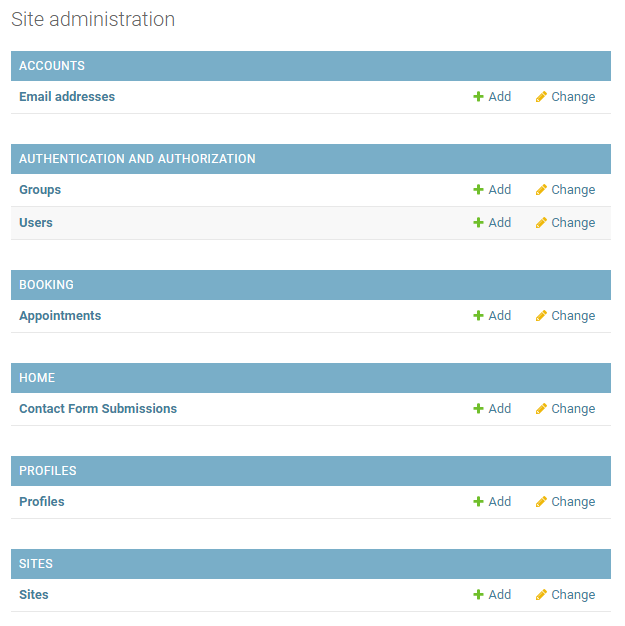 Site administration
ACCOUNTS
Email addresses Add Change
AUTHENTICATION AND AUTHORIZATION
Groups Add Change
Users Add Change
BOOKING
Appointments Add Change
HOME
Contact Form Submissions Add Change
PROFILES
Profiles Add Change
SITES
Sites Add Change